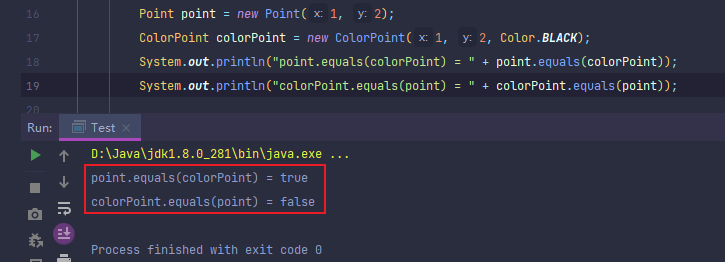 16 Point point = new Point( x: 1, y: 2);
17 ColorPoint colorPoint = new ColorPoint( x: 1, y: 2, Color.BLACK);
18 System.out.println("point.equals(colorPoint) = " + point.equals(colorPoint));
19 System.out.println("colorPoint.equals(point) = " + colorPoint.equals(point));
20
Run: Test ×
D:\Java\jdk1.8.0_281\bin\java.exe ...
point.equals(colorPoint) = true
colorPoint.equals(point) = false
Process finished with exit code 0